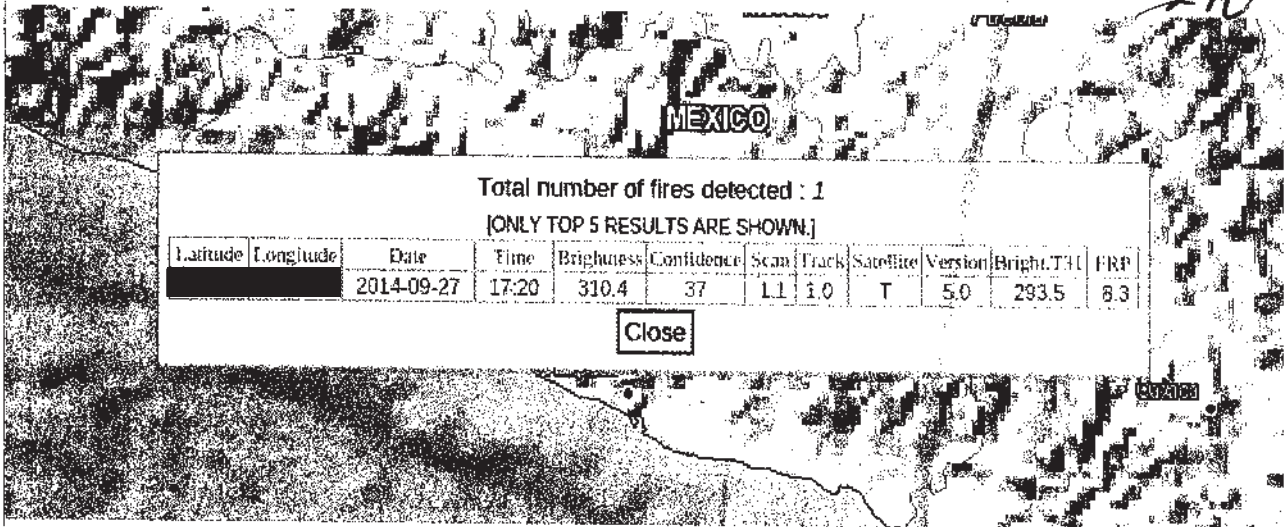 MEXICO
Total number of fires detected : 1
[ONLY TOP 5 RESULTS ARE SHOWN.]
Latitude Longitude Date Time Brightness Confidence Scan Track Satellite Version Bright.T31 FRP
2014-09-27 17:20 310.4 37 1.1 1.0 T 5.0 293.5 8.3
Close